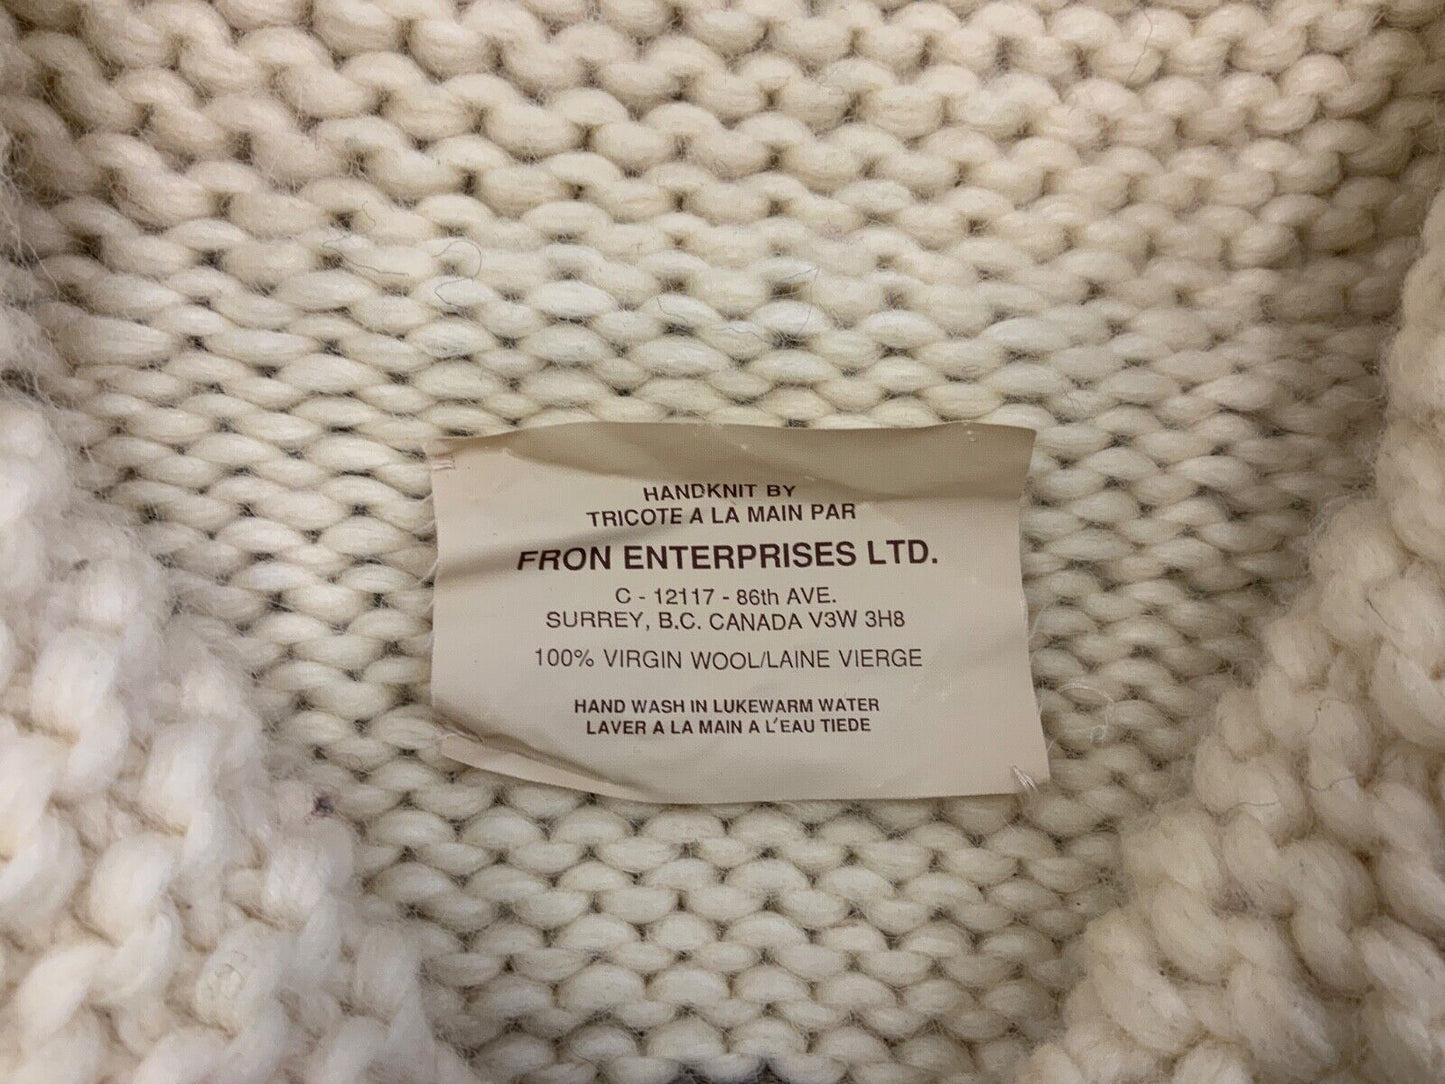 HANDKNIT BY
TRICOTE A LA MAIN PAR
FRON ENTERPRISES LTD.
C - 12117 - 86th AVE.
SURREY, B.C. CANADA V3W 3H8
100% VIRGIN WOOL/LAINE VIERGE
HAND WASH IN LUKEWARM WATER
LAVER A LA MAIN A L'EAU TIEDE